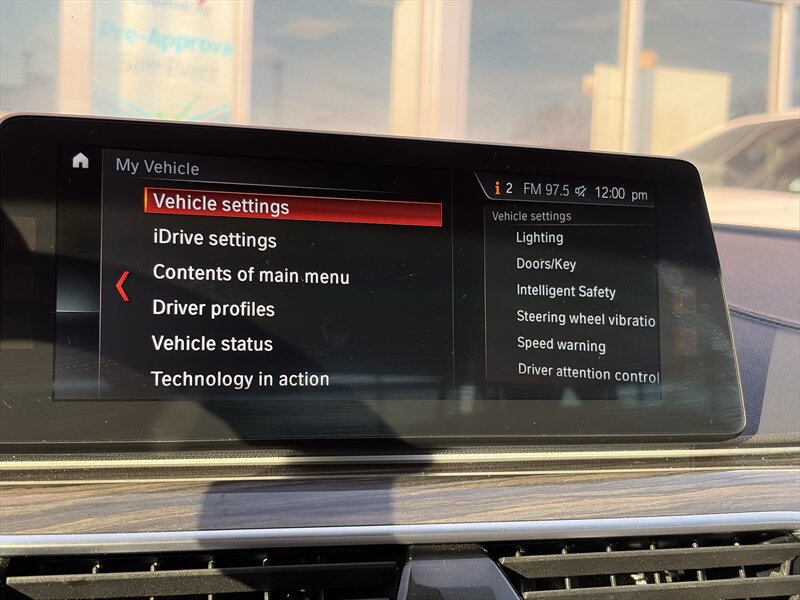 Pre-Approva
My Vehicle
i 2 FM 97.5 12:00 pm
Vehicle settings
iDrive settings
Contents of main menu
Driver profiles
Vehicle status
Technology in action
Vehicle settings
Lighting
Doors/Key
Intelligent Safety
Steering wheel vibratio
Speed warning
Driver attention control